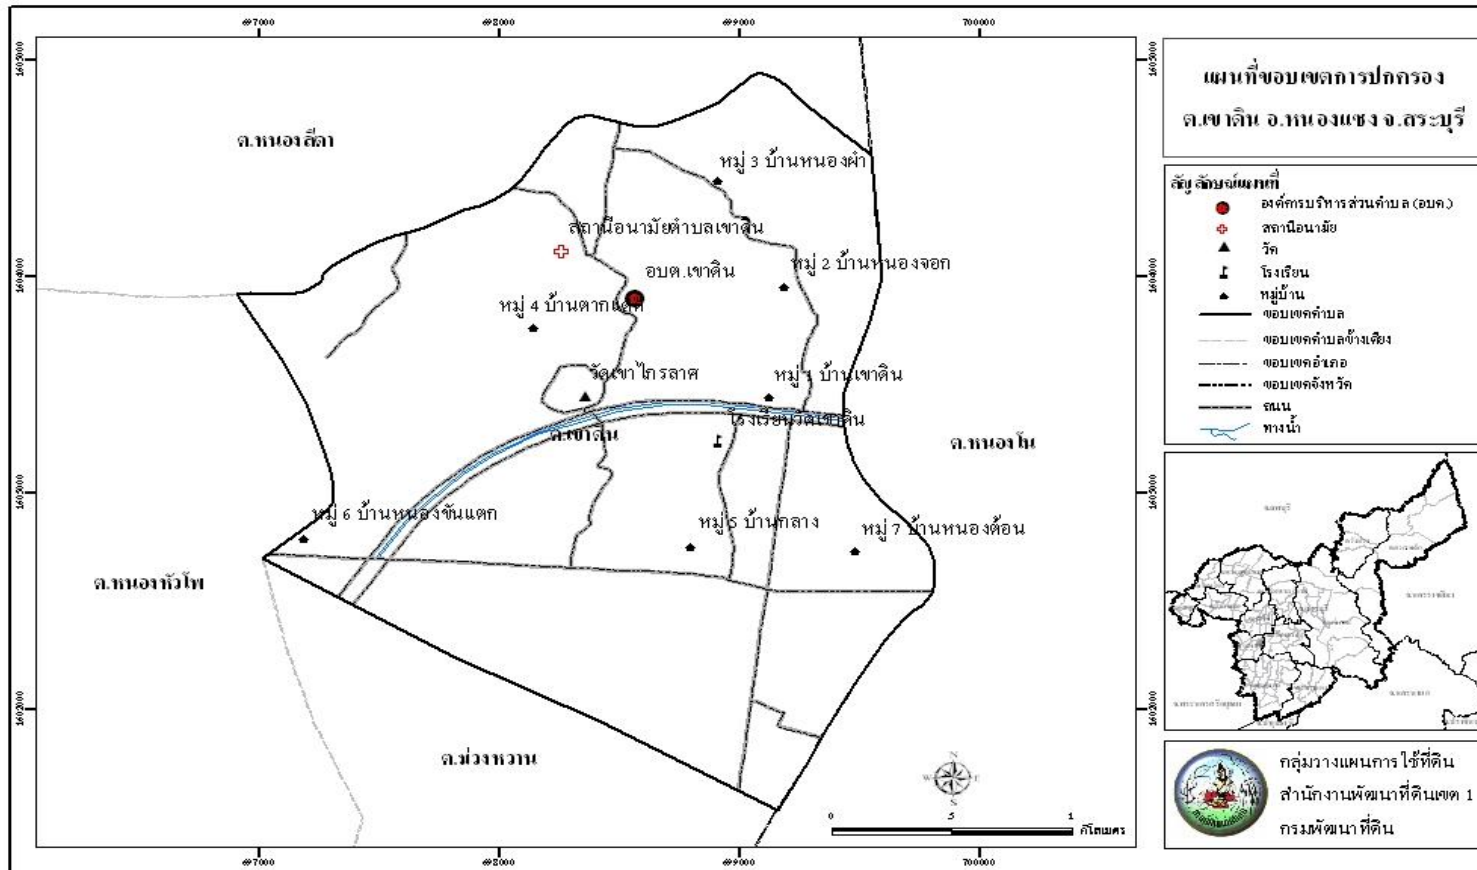 697000
698000
699000
700000
1605000
1605000
แผนที่ขอบเขตการปกครอง
ต.เขาดิน อ.หนองแซง จ.สระบุรี
ต.หนองสีดา
หมู่ 3 บ้านหนองผำ
สัญลักษณ์แผนที่
องค์การบริหารส่วนตำบล (อบต.)
สถานีอนามัย
วัด
โรงเรียน
หมู่บ้าน
ขอบเขตตำบล
ขอบเขตตำบลข้างเคียง
ขอบเขตอำเภอ
ขอบเขตจังหวัด
ถนน
ทางน้ำ
สถานีอนามัยตำบลเขาดิน
หมู่ 2 บ้านหนองจอก
อบต.เขาดิน
1604000
1604000
หมู่ 4 บ้านตากแดด
วัดเขาไกรลาศ
หมู่ 1 บ้านเขาดิน
โรงเรียนวัดเขาดิน
ต.เขาดิน
ต.หนองโน
1603000
1603000
หมู่ 6 บ้านหนองขันแตก
หมู่ 5 บ้านกลาง
หมู่ 7 บ้านหนองต้อน
ต.หนองหัวโพ
1602000
1602000
ต.ม่วงหวาน
N
W
E
S
0
.5
1
กิโลเมตร
กลุ่มวางแผนการใช้ที่ดิน
สำนักงานพัฒนาที่ดินเขต 1
กรมพัฒนาที่ดิน
697000
698000
699000
700000